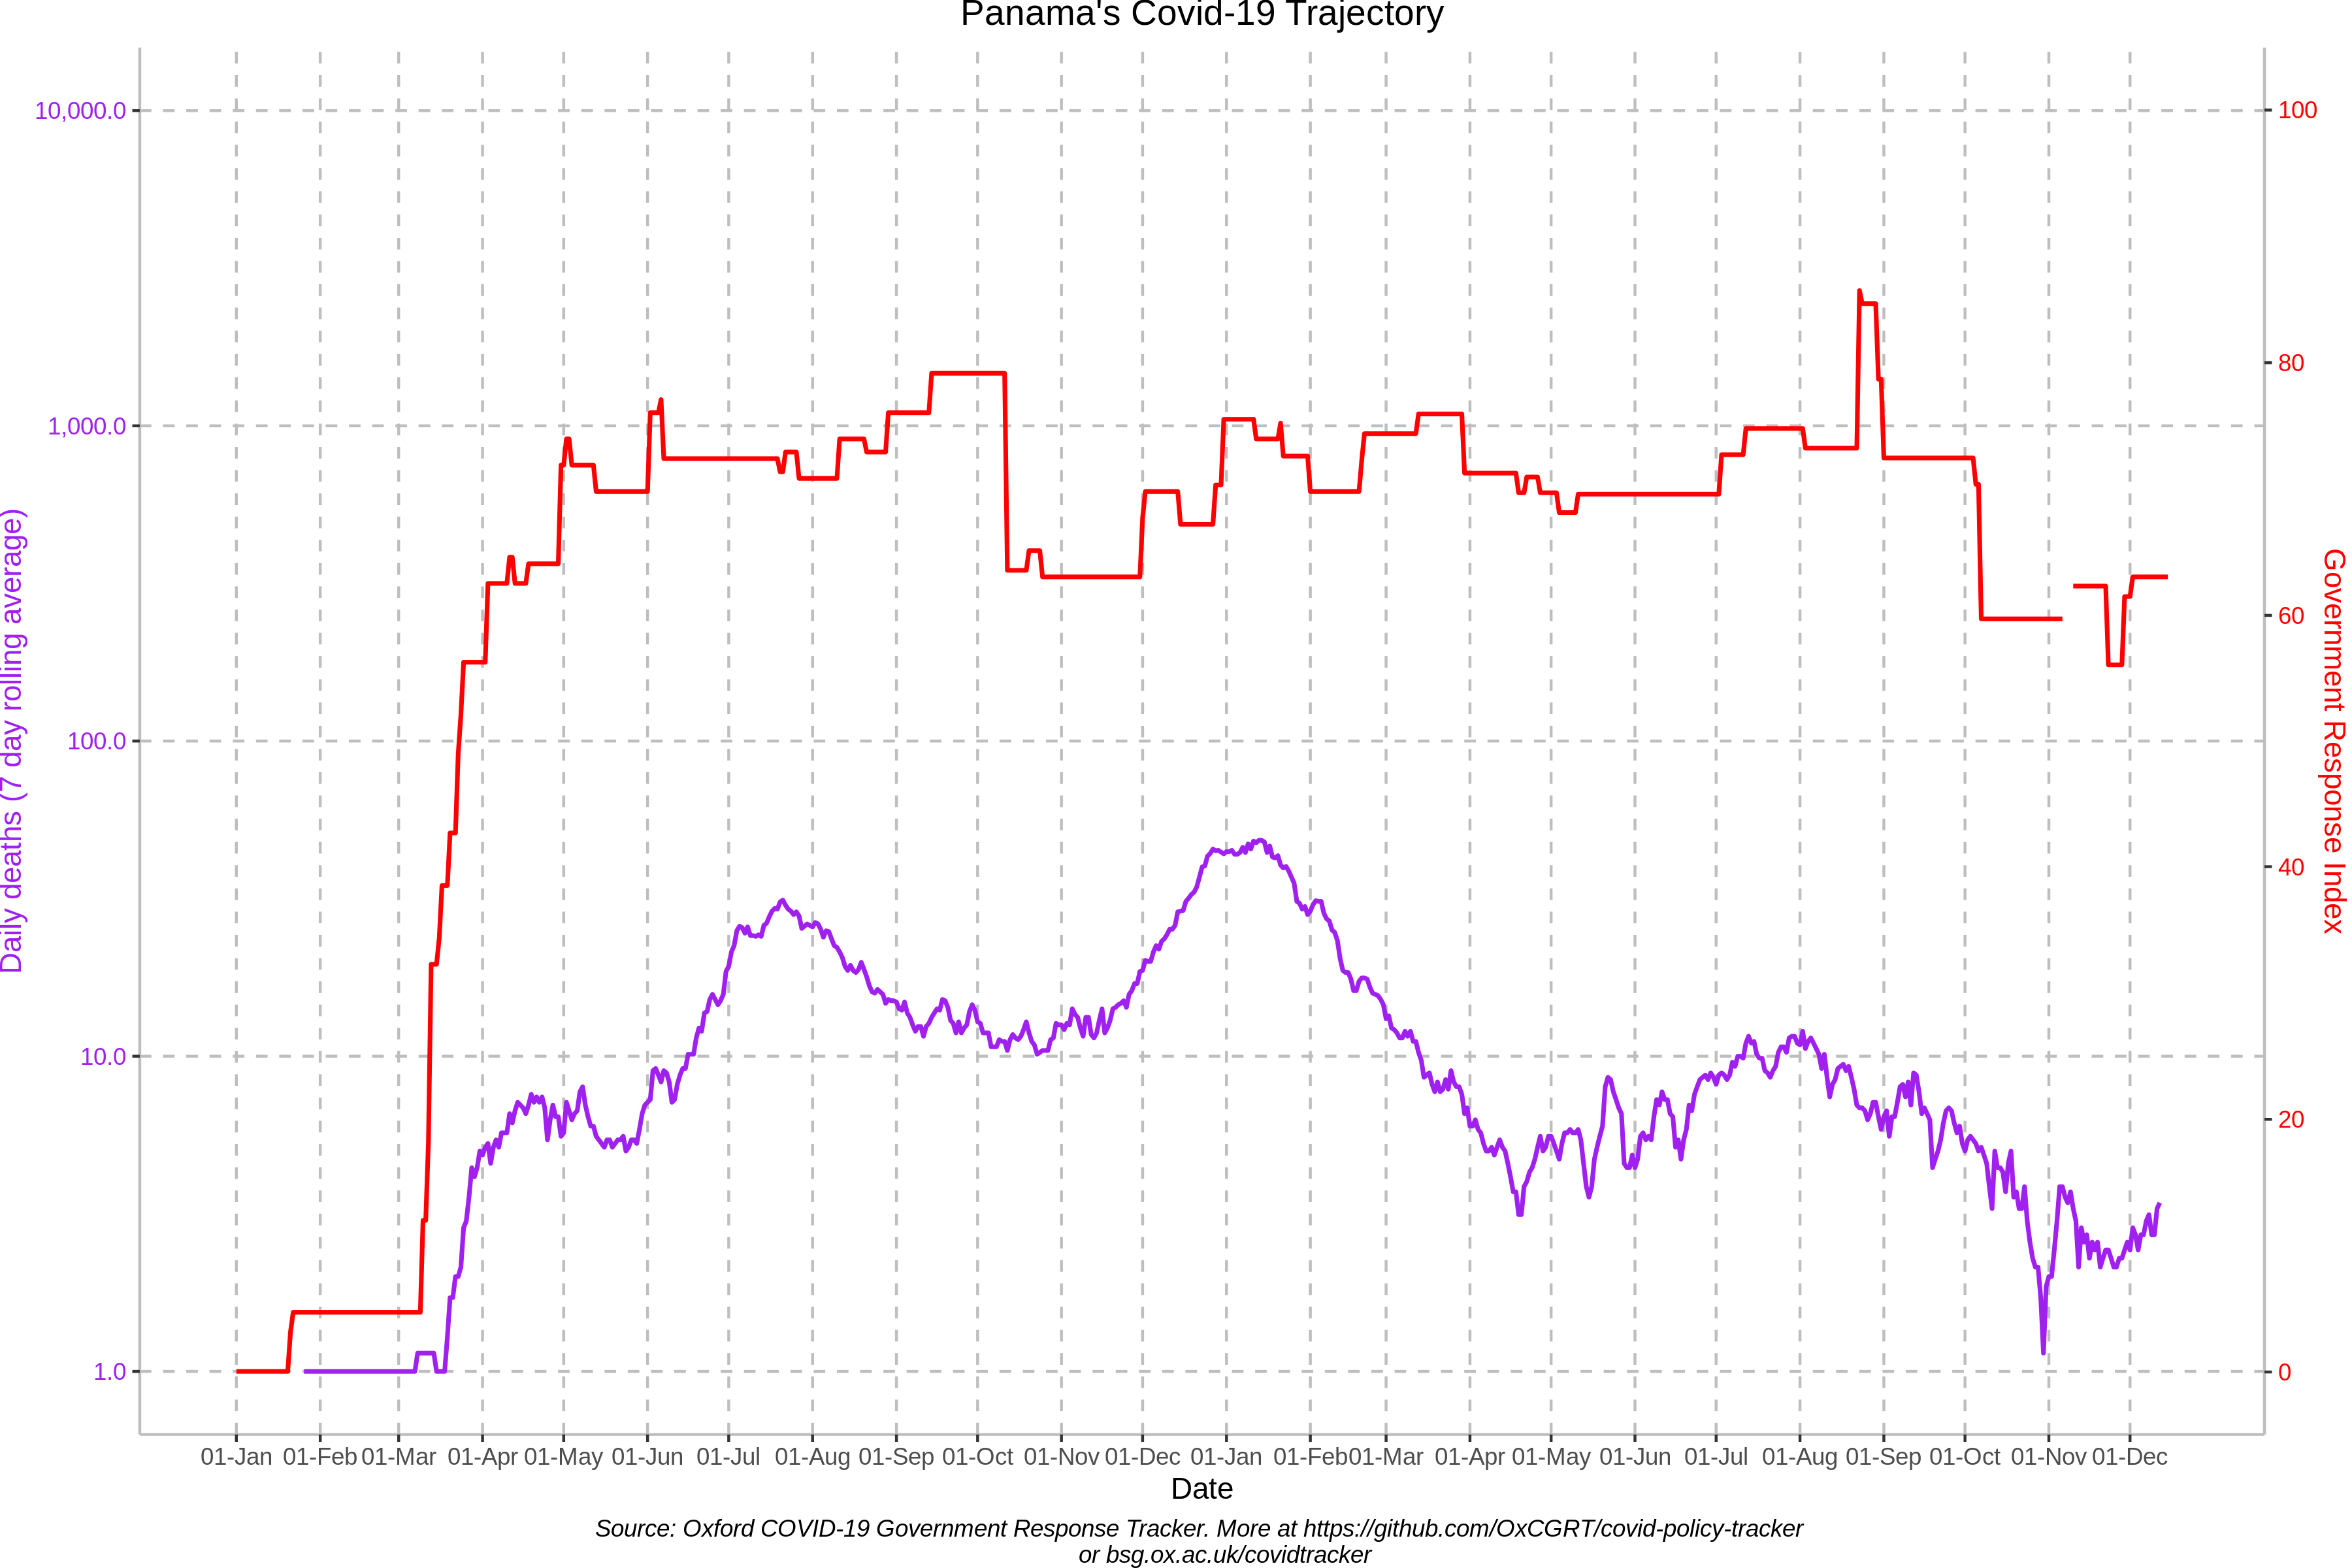 Panama's Covid-19 Trajectory
10,000.0
1,000.0
100.0
10.0
1.0
Daily deaths (7 day rolling average)
100
80
60
40
20
0
Government Response Index
01-Jan 01-Feb 01-Mar 01-Apr 01-May 01-Jun 01-Jul 01-Aug 01-Sep 01-Oct 01-Nov 01-Dec 01-Jan 01-Feb 01-Mar 01-Apr 01-May 01-Jun 01-Jul 01-Aug 01-Sep 01-Oct 01-Nov 01-Dec
Date
Source: Oxford COVID-19 Government Response Tracker. More at https://github.com/OxCGRT/covid-policy-tracker
or bsg.ox.ac.uk/covidtracker